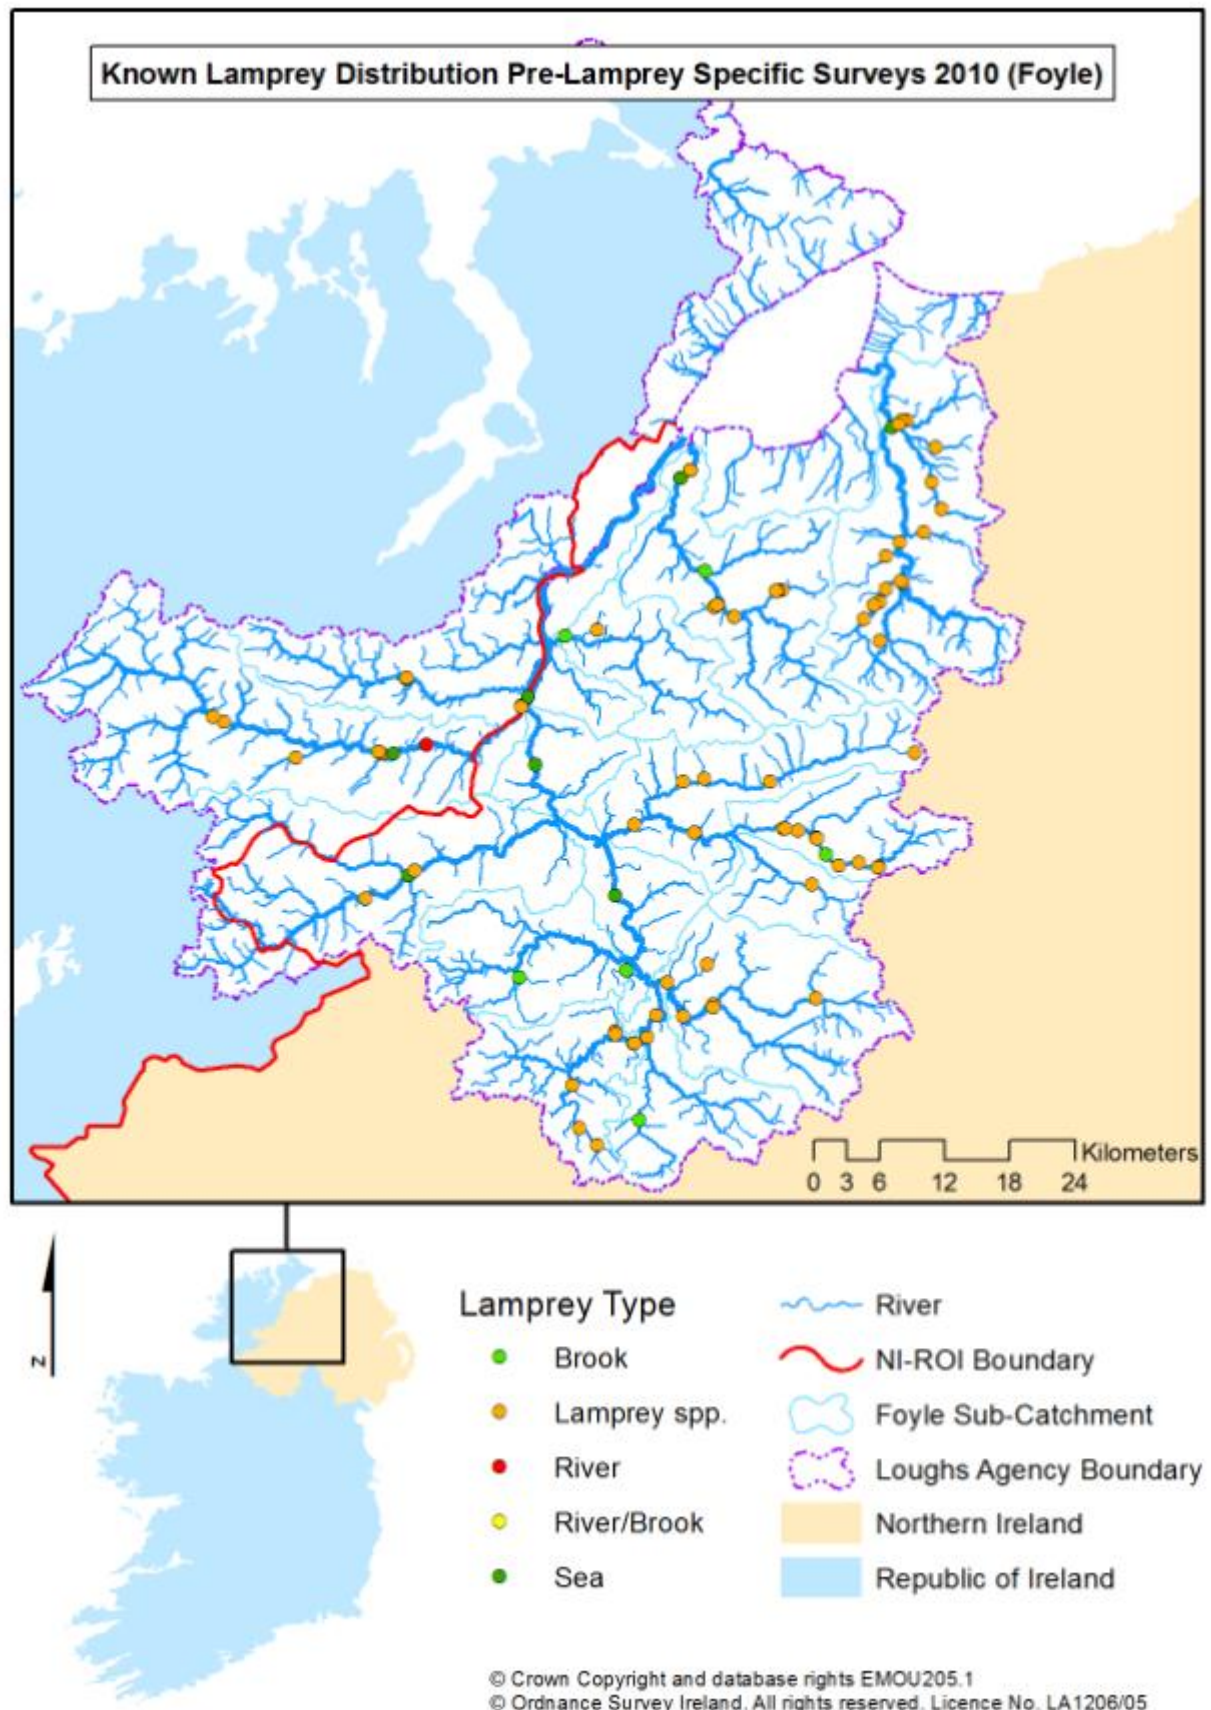 Known Lamprey Distribution Pre-Lamprey Specific Surveys 2010 (Foyle)
Kilometers
0 3 6 12 18 24
N
Lamprey Type
Brook
Lamprey spp.
River
River/Brook
Sea
River
NI-ROI Boundary
Foyle Sub-Catchment
Loughs Agency Boundary
Northern Ireland
Republic of Ireland
© Crown Copyright and database rights EMOU205.1
© Ordnance Survey Ireland. All rights reserved. Licence No. LA1206/05